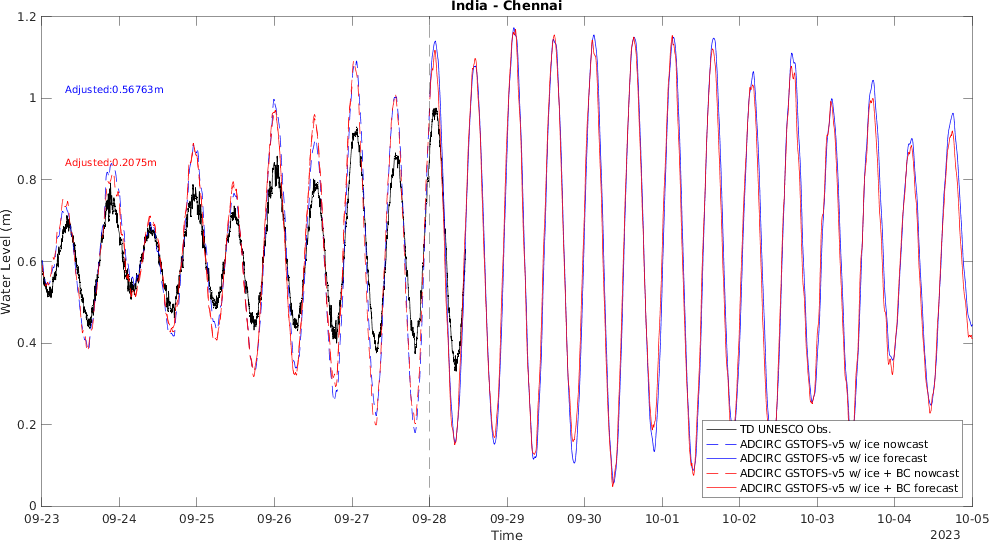 India - Chennai
Water Level (m)
1.2
1
0.8
0.6
0.4
0.2
0
Adjusted:0.56763m
Adjusted:0.2075m
TD UNESCO Obs.
ADCIRC GSTOFS-v5 w/ ice nowcast
ADCIRC GSTOFS-v5 w/ ice forecast
ADCIRC GSTOFS-v5 w/ ice + BC nowcast
ADCIRC GSTOFS-v5 w/ ice + BC forecast
09-23 09-24 09-25 09-26 09-27 09-28 09-29 09-30 10-01 10-02 10-03 10-04 10-05
Time
2023